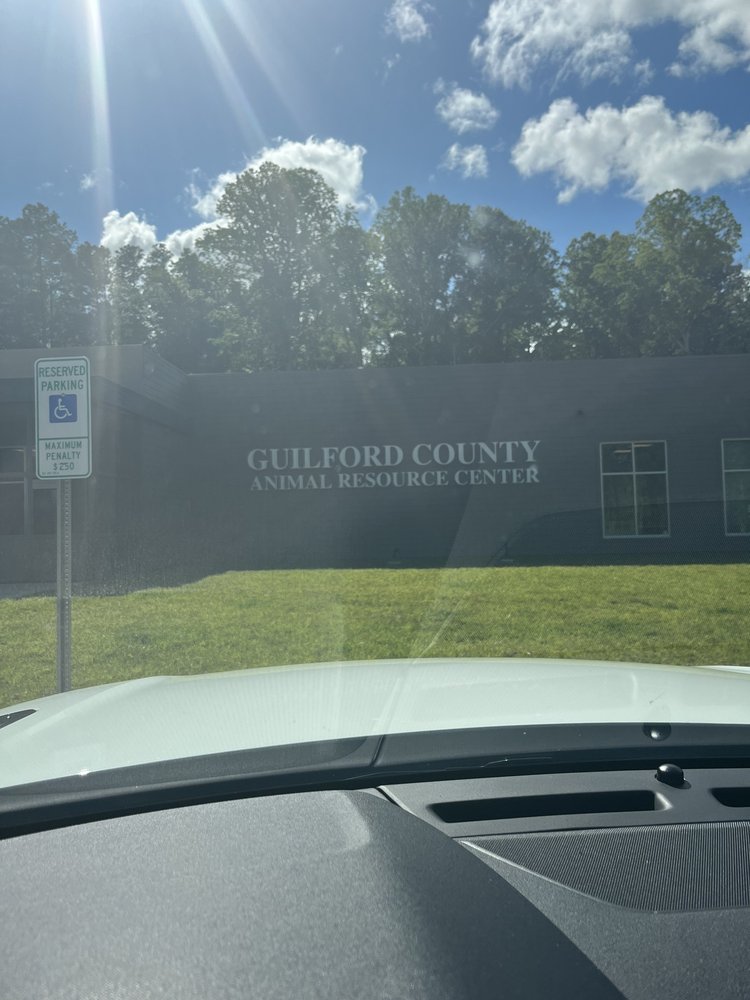 RESERVED
PARKING
MAXIMUM
PENALTY
$250
GUILFORD COUNTY
ANIMAL RESOURCE CENTER